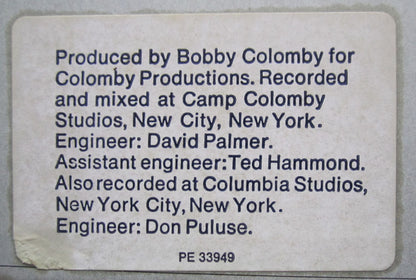 Produced by Bobby Colomby for
Colomby Productions. Recorded
and mixed at Camp Colomby
Studios, New City, New York.
Engineer: David Palmer.
Assistant engineer: Ted Hammond.
Also recorded at Columbia Studios,
New York City, New York.
Engineer: Don Puluse.
PE 33949